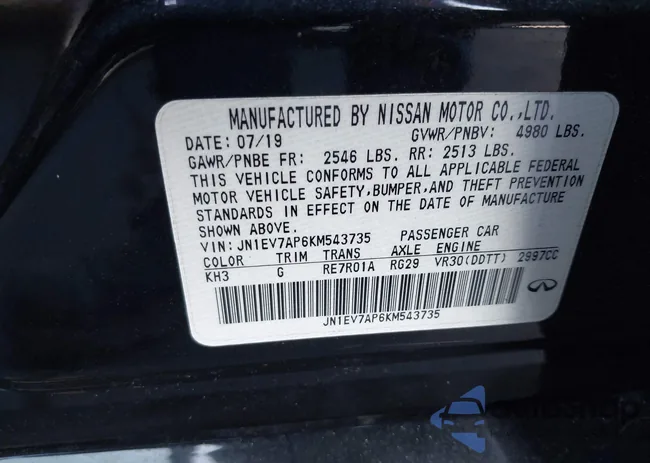 MANUFACTURED BY NISSAN MOTOR CO.,LTD.
DATE: 07/19 GVWR/PNBV: 4980 LBS.
GAWR/PNBE FR: 2546 LBS. RR: 2513 LBS.
THIS VEHICLE CONFORMS TO ALL APPLICABLE FEDERAL
MOTOR VEHICLE SAFETY,BUMPER,AND THEFT PREVENTION
STANDARDS IN EFFECT ON THE DATE OF MANUFACTURE
SHOWN ABOVE.
VIN: JN1EV7AP6KM543735 PASSENGER CAR
COLOR TRIM TRANS AXLE ENGINE
KH3 G RE7R01A RG29 VR30(DDTT) 2997CC
JN1EV7AP6KM543735